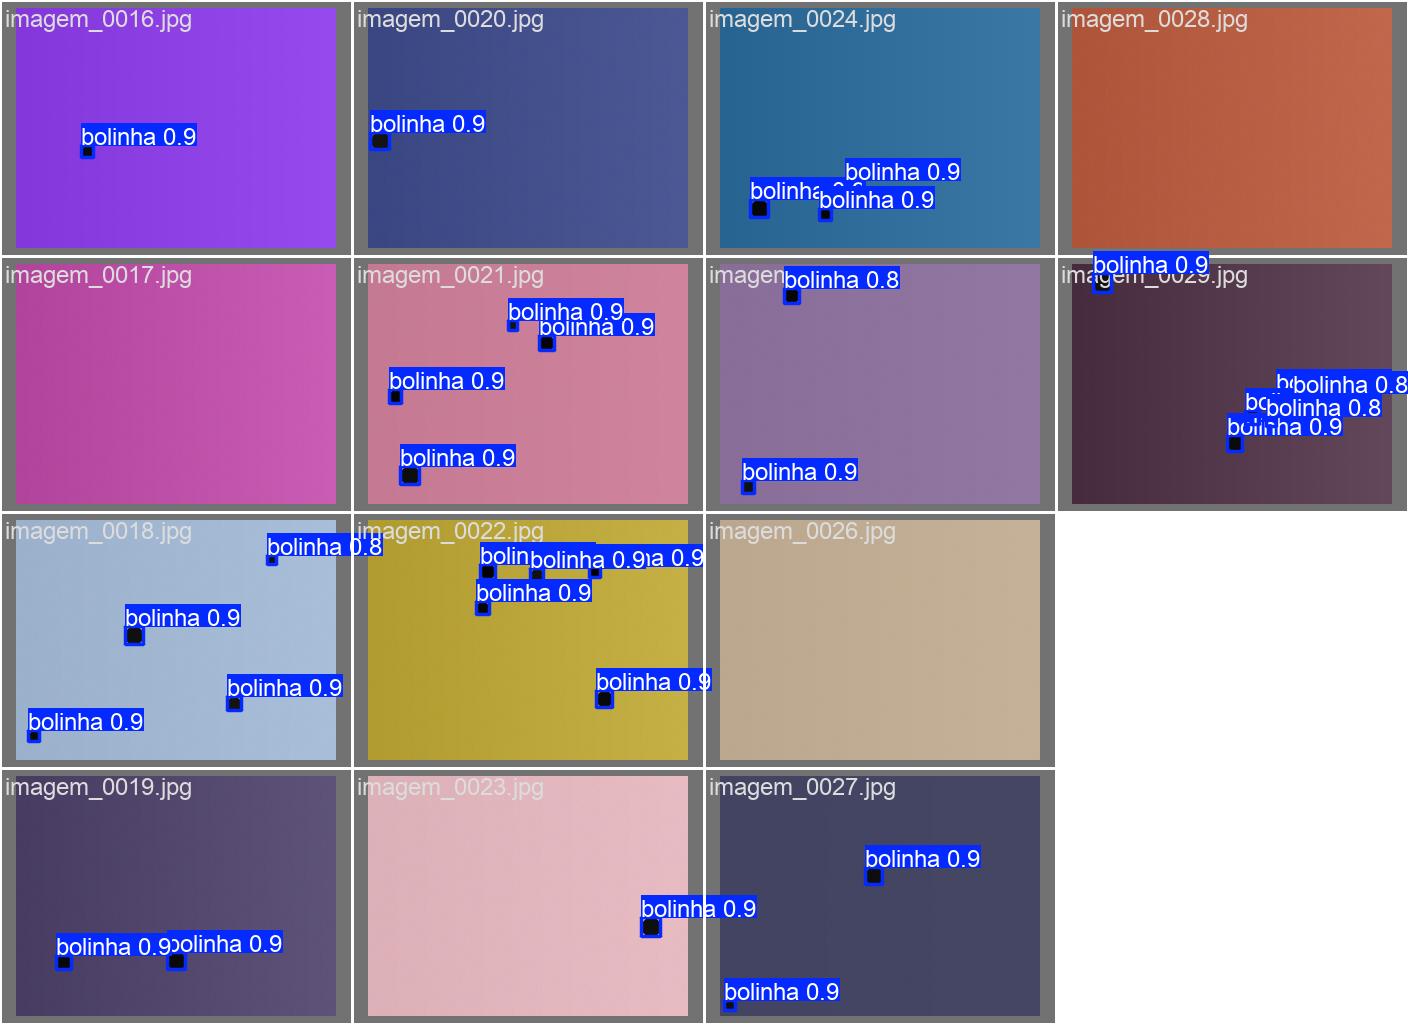 imagem_0016.jpg
bolinha 0.9
imagem_0020.jpg
bolinha 0.9
imagem_0024.jpg
bolinha 0.9
bolinha
bolinha 0.9
imagem_0028.jpg
imagem_0017.jpg
imagem_0021.jpg
bolinha 0.9
bolinha 0.9
bolinha 0.9
bolinha 0.9
imagem
bolinha 0.8
bolinha 0.9
bolinha 0.9
imagem_0029.jpg
bolinha 0.8
bolinha 0.8
bolinha 0.9
imagem_0018.jpg
bolinha 0.8
bolinha 0.9
bolinha 0.9
bolinha 0.9
imagem_0022.jpg
bolinha 0.9
0.9
bolinha 0.9
bolinha 0.9
imagem_0026.jpg
imagem_0019.jpg
bolinha 0.9
bolinha 0.9
imagem_0023.jpg
bolinha 0.9
imagem_0027.jpg
bolinha 0.9
bolinha 0.9